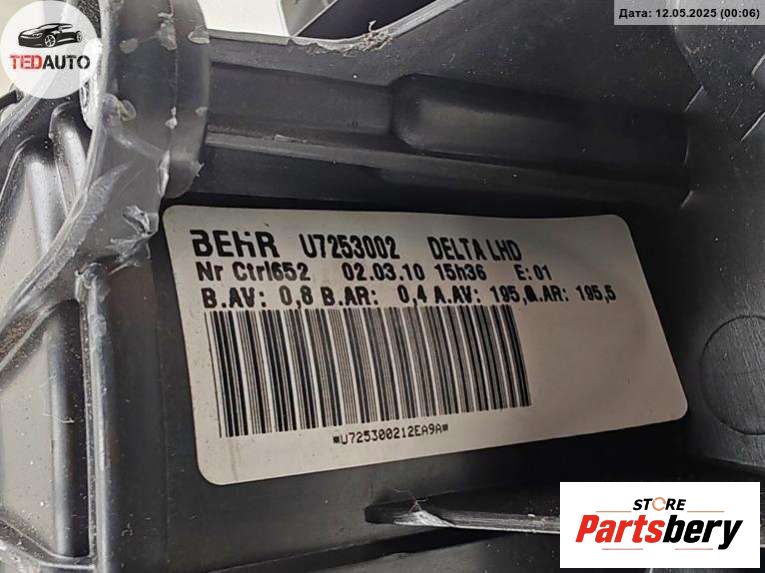 Дата: 12.05.2025 (00:06)
TEDAUTO
BEHR U7253002 DELTA LHD
Nr Ctrl652 02.03.10 15h36 E:01
B.AV: 0,8 B.AR: 0,4 A.AV: 195, .AR: 195,5
*U725300212EA9A*
STORE
Partsbery